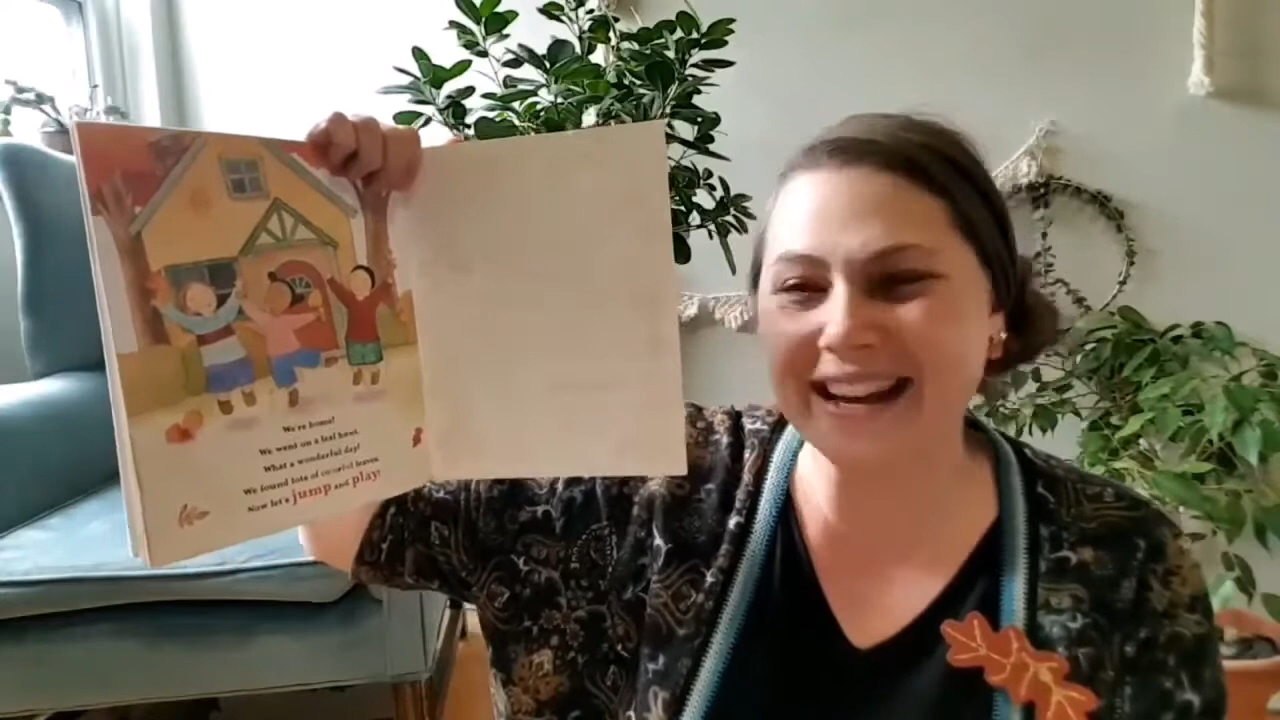 We're home!
We went on a leaf hunt.
What a wonderful day!
We found lots of colorful leaves.
Now let's jump and play!